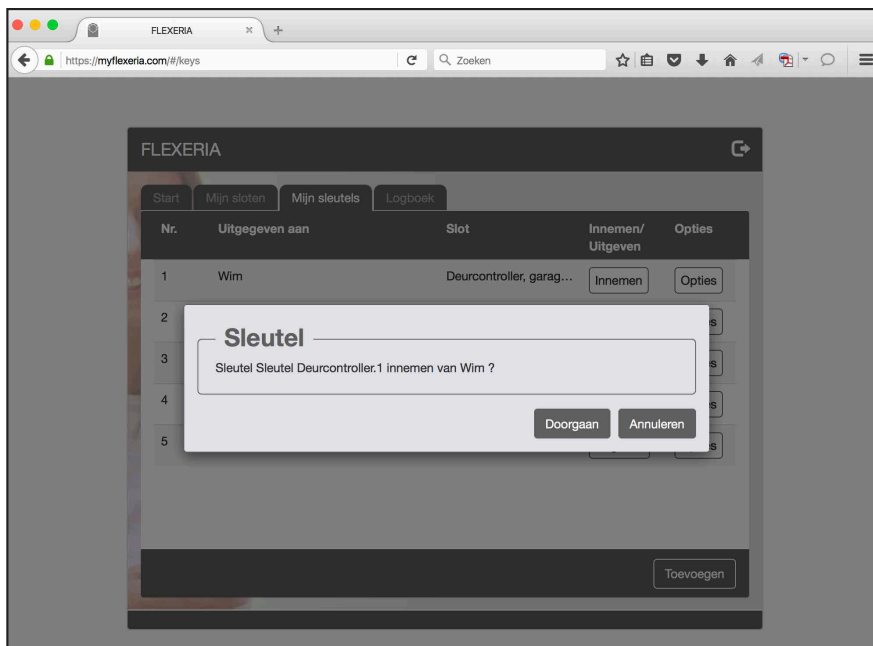 FLEXERIA
https://myflexeria.com/#/keys
Zoeken
FLEXERIA
Start Mijn sloten Mijn sleutels Logboek
Nr. Uitgegeven aan Slot Innemen/ Opties
Uitgeven
1 Wim Deurcontroller, garag... Innemen Opties
2
Sleutel
3
Sleutel Sleutel Deurcontroller.1 innemen van Wim ?
4
Doorgaan Annuleren
5
Toevoegen